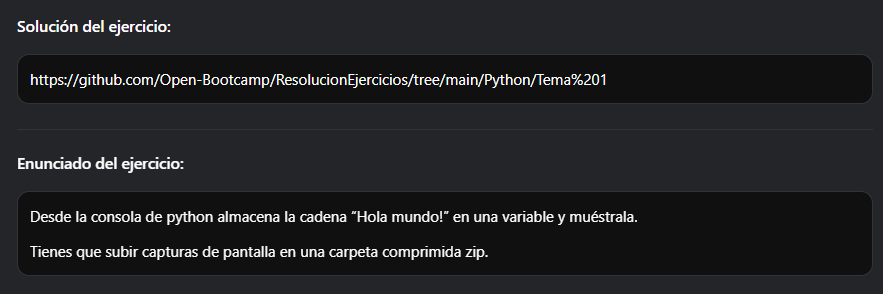 Solución del ejercicio:
https://github.com/Open-Bootcamp/ResolucionEjercicios/tree/main/Python/Tema%201
Enunciado del ejercicio:
Desde la consola de python almacena la cadena “Hola mundo!” en una variable y muéstrala.
Tienes que subir capturas de pantalla en una carpeta comprimida zip.